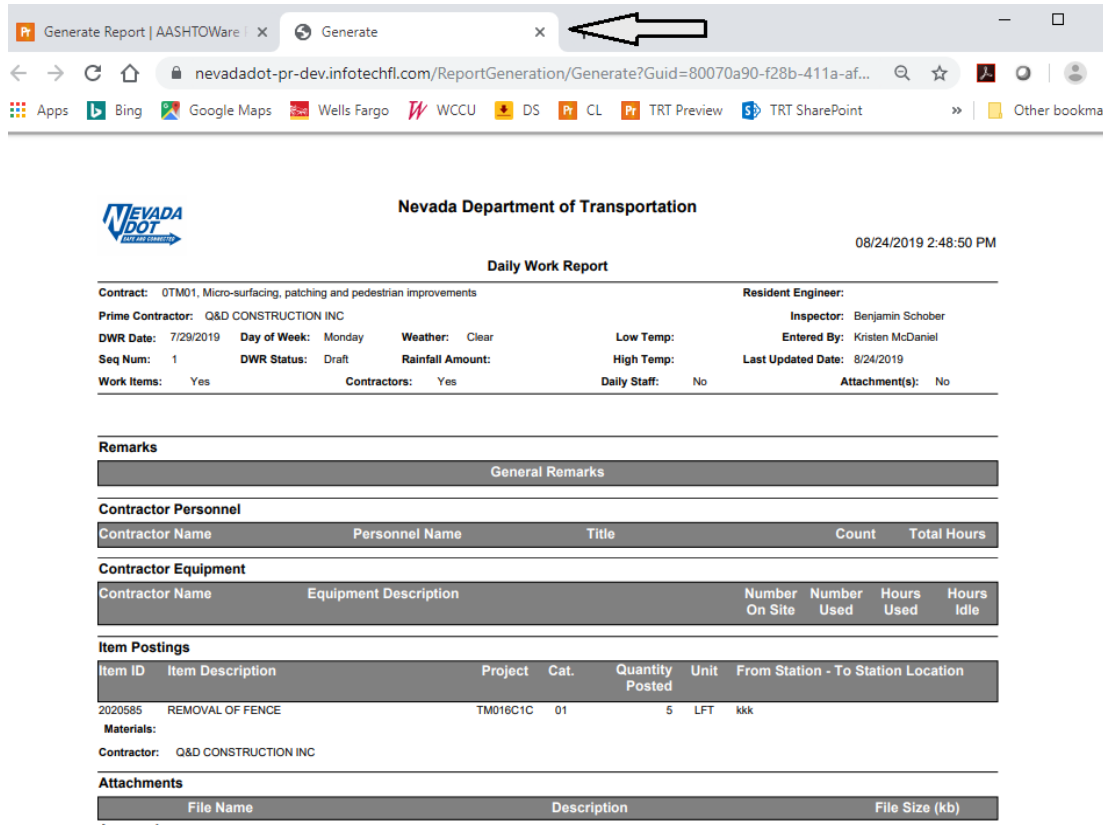 Generate Report | AASHTOWare
Generate
nevadadot-pr-dev.infotechfl.com/ReportGeneration/Generate?Guid=80070a90-f28b-411a-af...
Apps Bing Google Maps Wells Fargo WCCU DS CL TRT Preview TRT SharePoint » Other bookma
NEVADA
DOT
SAFE AND CONNECTED
Nevada Department of Transportation
08/24/2019 2:48:50 PM
Daily Work Report
Contract: 0TM01, Micro-surfacing, patching and pedestrian improvements Resident Engineer:
Prime Contractor: Q&D CONSTRUCTION INC Inspector: Benjamin Schober
DWR Date: 7/29/2019 Day of Week: Monday Weather: Clear Low Temp: Entered By: Kristen McDaniel
Seq Num: 1 DWR Status: Draft Rainfall Amount: High Temp: Last Updated Date: 8/24/2019
Work Items: Yes Contractors: Yes Daily Staff: No Attachment(s): No
Remarks
General Remarks
Contractor Personnel
Contractor Name Personnel Name Title Count Total Hours
Contractor Equipment
Contractor Name Equipment Description Number On Site Number Used Hours Used Hours Idle
Item Postings
Item ID Item Description Project Cat. Quantity Posted Unit From Station - To Station Location
2020585 REMOVAL OF FENCE TM016C1C 01 5 LFT kkk
Materials:
Contractor: Q&D CONSTRUCTION INC
Attachments
File Name Description File Size (kb)